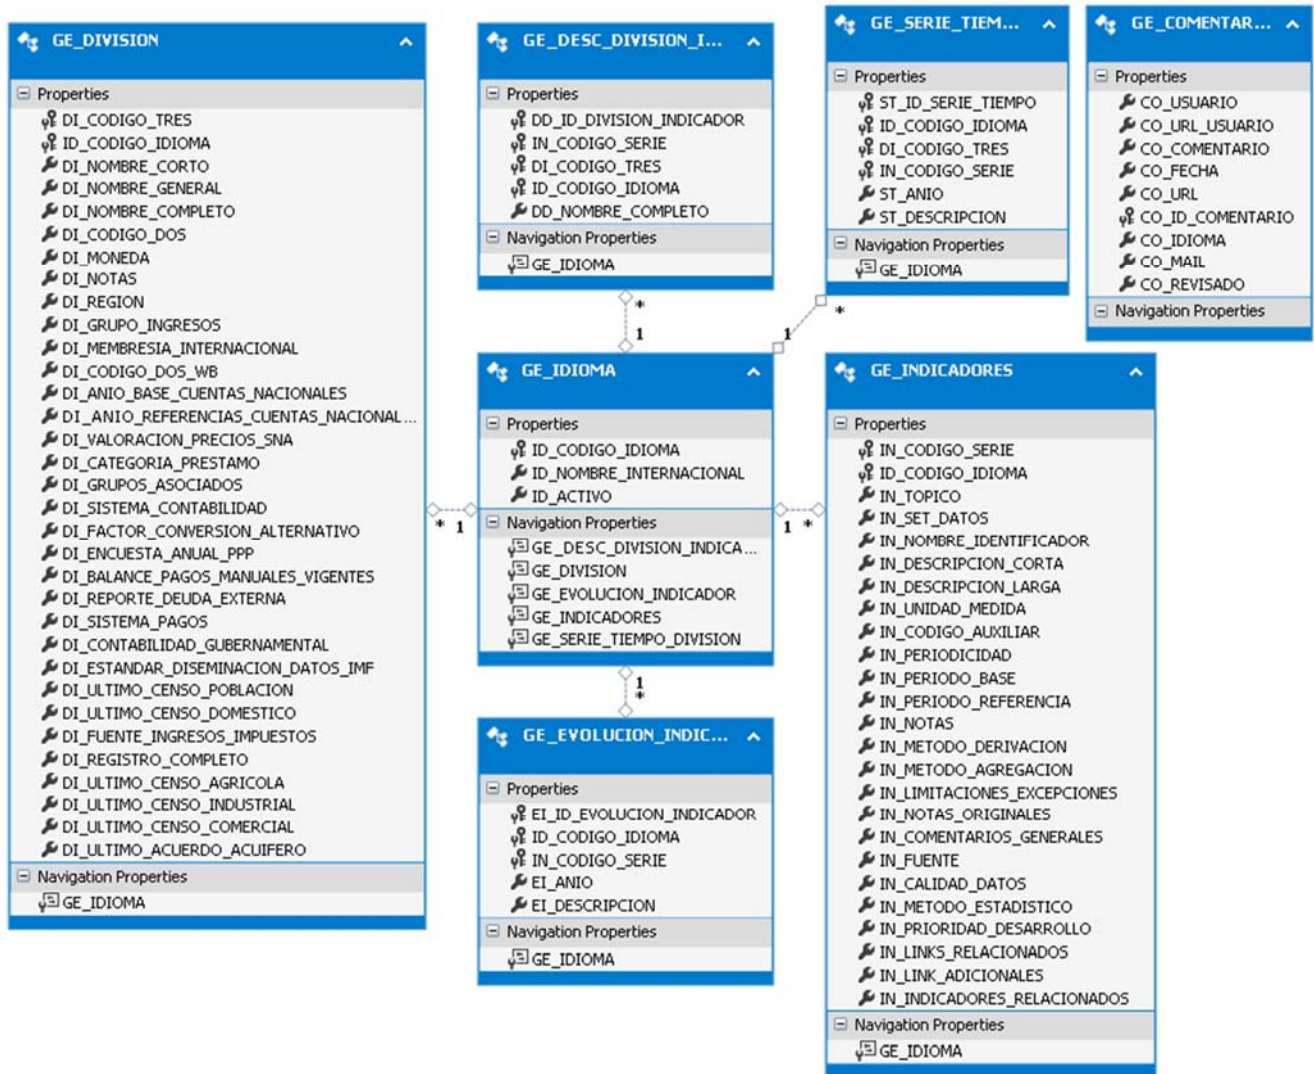 GE_DIVISION
Properties
DI_CODIGO_TRES
ID_CODIGO_IDIOMA
DI_NOMBRE_CORTO
DI_NOMBRE_GENERAL
DI_NOMBRE_COMPLETO
DI_CODIGO_DOS
DI_MONEDA
DI_NOTAS
DI_REGION
DI_GRUPO_INGRESOS
DI_MEMBRESIA_INTERNACIONAL
DI_CODIGO_DOS_WB
DI_ANIO_BASE_CUENTAS_NACIONALES
DI_ANIO_REFERENCIAS_CUENTAS_NACIONAL...
DI_VALORACION_PRECIOS_SNA
DI_CATEGORIA_PRESTAMO
DI_GRUPOS_ASOCIADOS
DI_SISTEMA_CONTABILIDAD
DI_FACTOR_CONVERSION_ALTERNATIVO
DI_ENCUESTA_ANUAL_PPP
DI_BALANCE_PAGOS_MANUALES_VIGENTES
DI_REPORTE_DEUDA_EXTERNA
DI_SISTEMA_PAGOS
DI_CONTABILIDAD_GUBERNAMENTAL
DI_ESTANDAR_DISEMINACION_DATOS_IMF
DI_ULTIMO_CENSO_POBLACION
DI_ULTIMO_CENSO_DOMESTICO
DI_FUENTE_INGRESOS_IMPUESTOS
DI_REGISTRO_COMPLETO
DI_ULTIMO_CENSO_AGRICOLA
DI_ULTIMO_CENSO_INDUSTRIAL
DI_ULTIMO_CENSO_COMERCIAL
DI_ULTIMO_ACUERDO_ACUIFERO
Navigation Properties
GE_IDIOMA
* 1
GE_DESC_DIVISION_I...
Properties
DD_ID_DIVISION_INDICADOR
IN_CODIGO_SERIE
DI_CODIGO_TRES
ID_CODIGO_IDIOMA
DD_NOMBRE_COMPLETO
Navigation Properties
GE_IDIOMA
*
1
GE_IDIOMA
Properties
ID_CODIGO_IDIOMA
ID_NOMBRE_INTERNACIONAL
ID_ACTIVO
Navigation Properties
GE_DESC_DIVISION_INDICA...
GE_DIVISION
GE_EVOLUCION_INDICADOR
GE_INDICADORES
GE_SERIE_TIEMPO_DIVISION
1
*
GE_EVOLUCION_INDIC...
Properties
EI_ID_EVOLUCION_INDICADOR
ID_CODIGO_IDIOMA
IN_CODIGO_SERIE
EI_ANIO
EI_DESCRIPCION
Navigation Properties
GE_IDIOMA
GE_SERIE_TIEM...
Properties
ST_ID_SERIE_TIEMPO
ID_CODIGO_IDIOMA
DI_CODIGO_TRES
IN_CODIGO_SERIE
ST_ANIO
ST_DESCRIPCION
Navigation Properties
GE_IDIOMA
*
1
GE_COMENTAR...
Properties
CO_USUARIO
CO_URL_USUARIO
CO_COMENTARIO
CO_FECHA
CO_URL
CO_ID_COMENTARIO
CO_IDIOMA
CO_MAIL
CO_REVISADO
Navigation Properties
1 *
GE_INDICADORES
Properties
IN_CODIGO_SERIE
ID_CODIGO_IDIOMA
IN_TOPICO
IN_SET_DATOS
IN_NOMBRE_IDENTIFICADOR
IN_DESCRIPCION_CORTA
IN_DESCRIPCION_LARGA
IN_UNIDAD_MEDIDA
IN_CODIGO_AUXILIAR
IN_PERIODICIDAD
IN_PERIODO_BASE
IN_PERIODO_REFERENCIA
IN_NOTAS
IN_METODO_DERIVACION
IN_METODO_AGREGACION
IN_LIMITACIONES_EXCEPCIONES
IN_NOTAS_ORIGINALES
IN_COMENTARIOS_GENERALES
IN_FUENTE
IN_CALIDAD_DATOS
IN_METODO_ESTADISTICO
IN_PRIORIDAD_DESARROLLO
IN_LINKS_RELACIONADOS
IN_LINK_ADICIONALES
IN_INDICADORES_RELACIONADOS
Navigation Properties
GE_IDIOMA